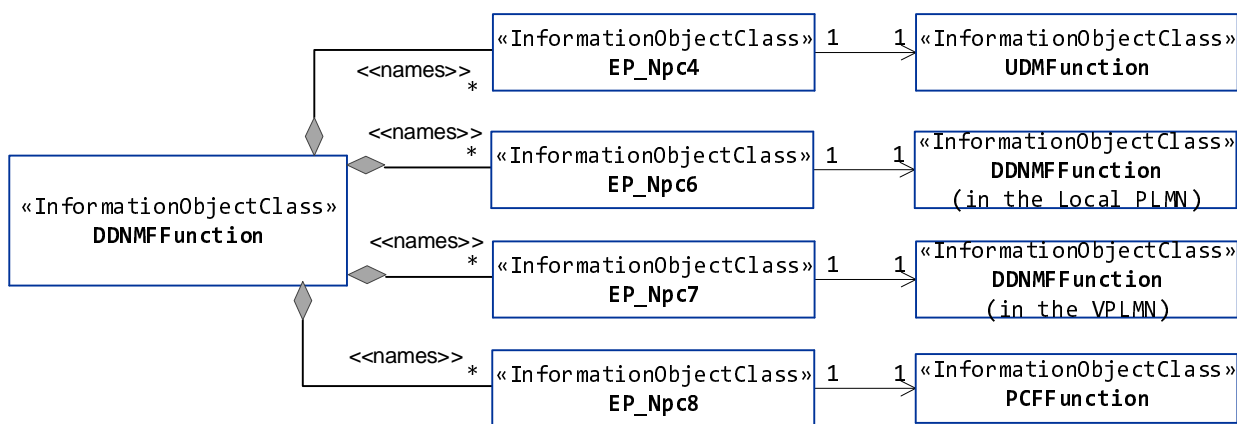 «InformationObjectClass»
DDNMFFunction
<<names>>
*
«InformationObjectClass»
EP_Npc4
1
1
«InformationObjectClass»
UDMFunction
<<names>>
*
«InformationObjectClass»
EP_Npc6
1
1
«InformationObjectClass»
DDNMFFunction
(in the Local PLMN)
<<names>>
*
«InformationObjectClass»
EP_Npc7
1
1
«InformationObjectClass»
DDNMFFunction
(in the VPLMN)
<<names>>
*
«InformationObjectClass»
EP_Npc8
1
1
«InformationObjectClass»
PCFFunction